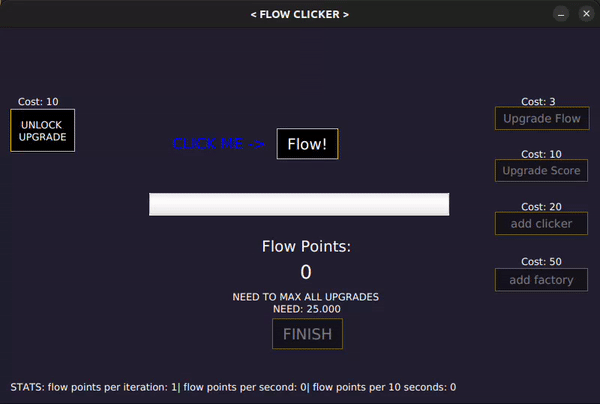 < FLOW CLICKER >
Cost: 10
UNLOCK
UPGRADE
CLICK ME ->
Flow!
Cost: 3
Upgrade Flow
Cost: 10
Upgrade Score
Cost: 20
add clicker
Cost: 50
add factory
Flow Points:
0
NEED TO MAX ALL UPGRADES
NEED: 25.000
FINISH
STATS: flow points per iteration: 1| flow points per second: 0| flow points per 10 seconds: 0